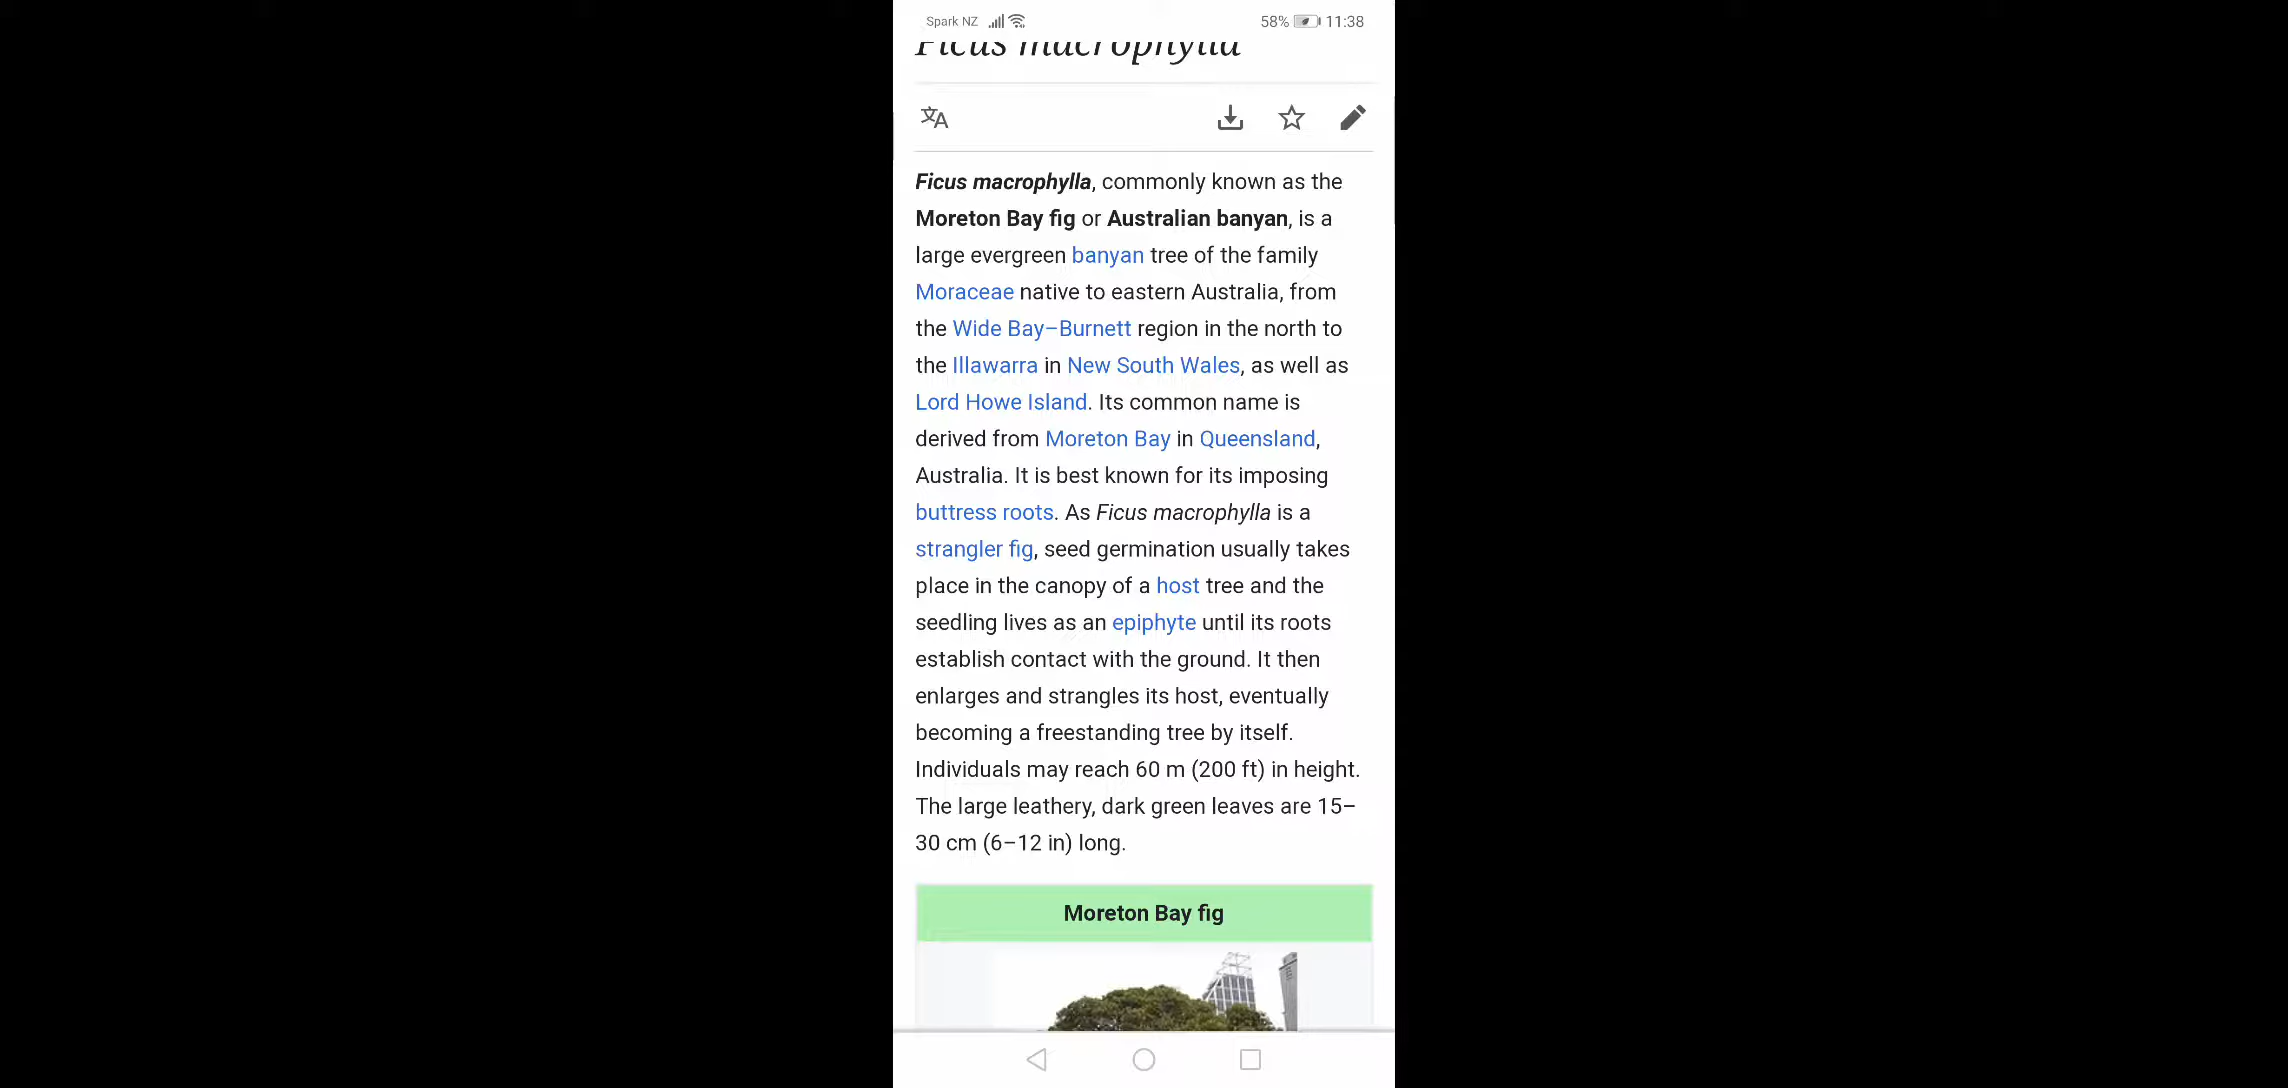 Spark NZ 58% 11:38
Ficus macrophylla
Ficus macrophylla, commonly known as the
Moreton Bay fig or Australian banyan, is a
large evergreen banyan tree of the family
Moraceae native to eastern Australia, from
the Wide Bay–Burnett region in the north to
the Illawarra in New South Wales, as well as
Lord Howe Island. Its common name is
derived from Moreton Bay in Queensland,
Australia. It is best known for its imposing
buttress roots. As Ficus macrophylla is a
strangler fig, seed germination usually takes
place in the canopy of a host tree and the
seedling lives as an epiphyte until its roots
establish contact with the ground. It then
enlarges and strangles its host, eventually
becoming a freestanding tree by itself.
Individuals may reach 60 m (200 ft) in height.
The large leathery, dark green leaves are 15–
30 cm (6–12 in) long.
Moreton Bay fig